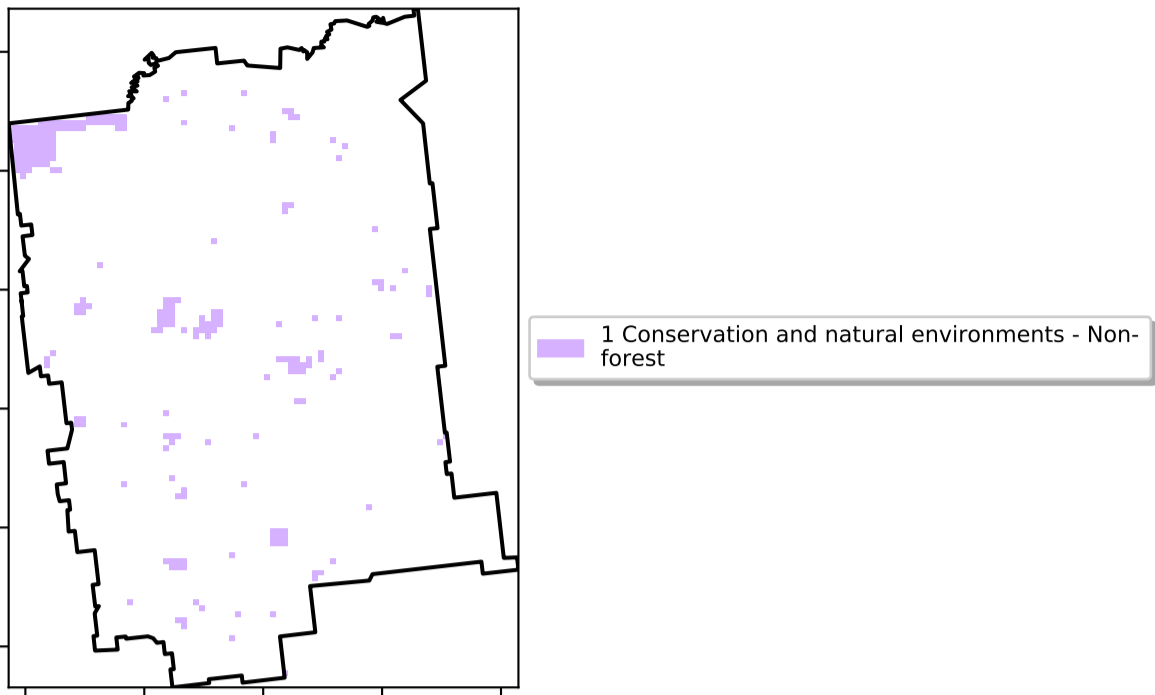 1 Conservation and natural environments - Non-
forest